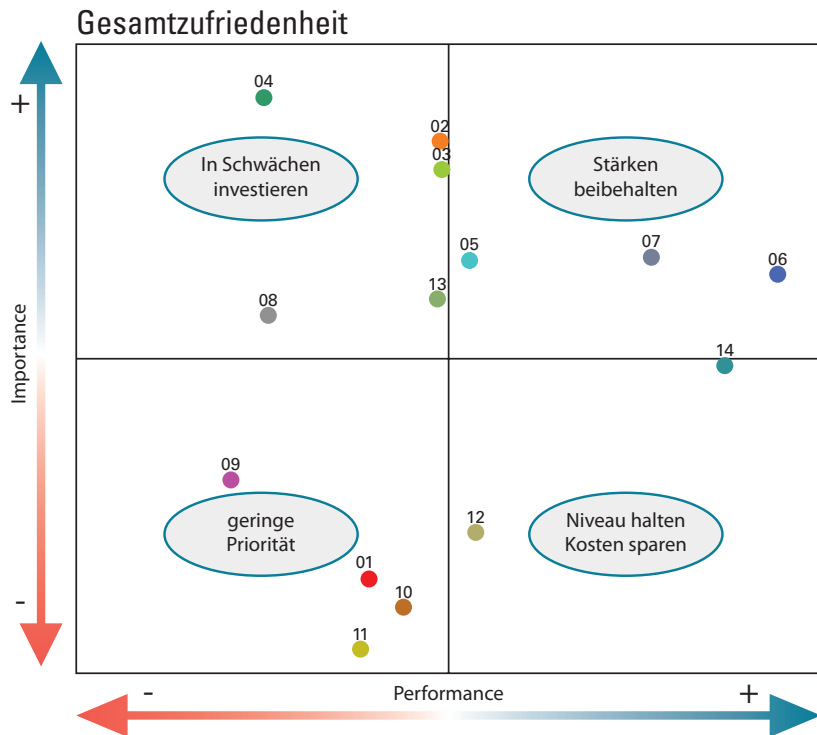 Gesamtzufriedenheit
+
04
02
03
In Schwächen
investieren
Stärken
beibehalten
05
07
06
13
08
14
Importance
09
geringe
Priorität
12
Niveau halten
Kosten sparen
01
10
11
-
-
Performance
+